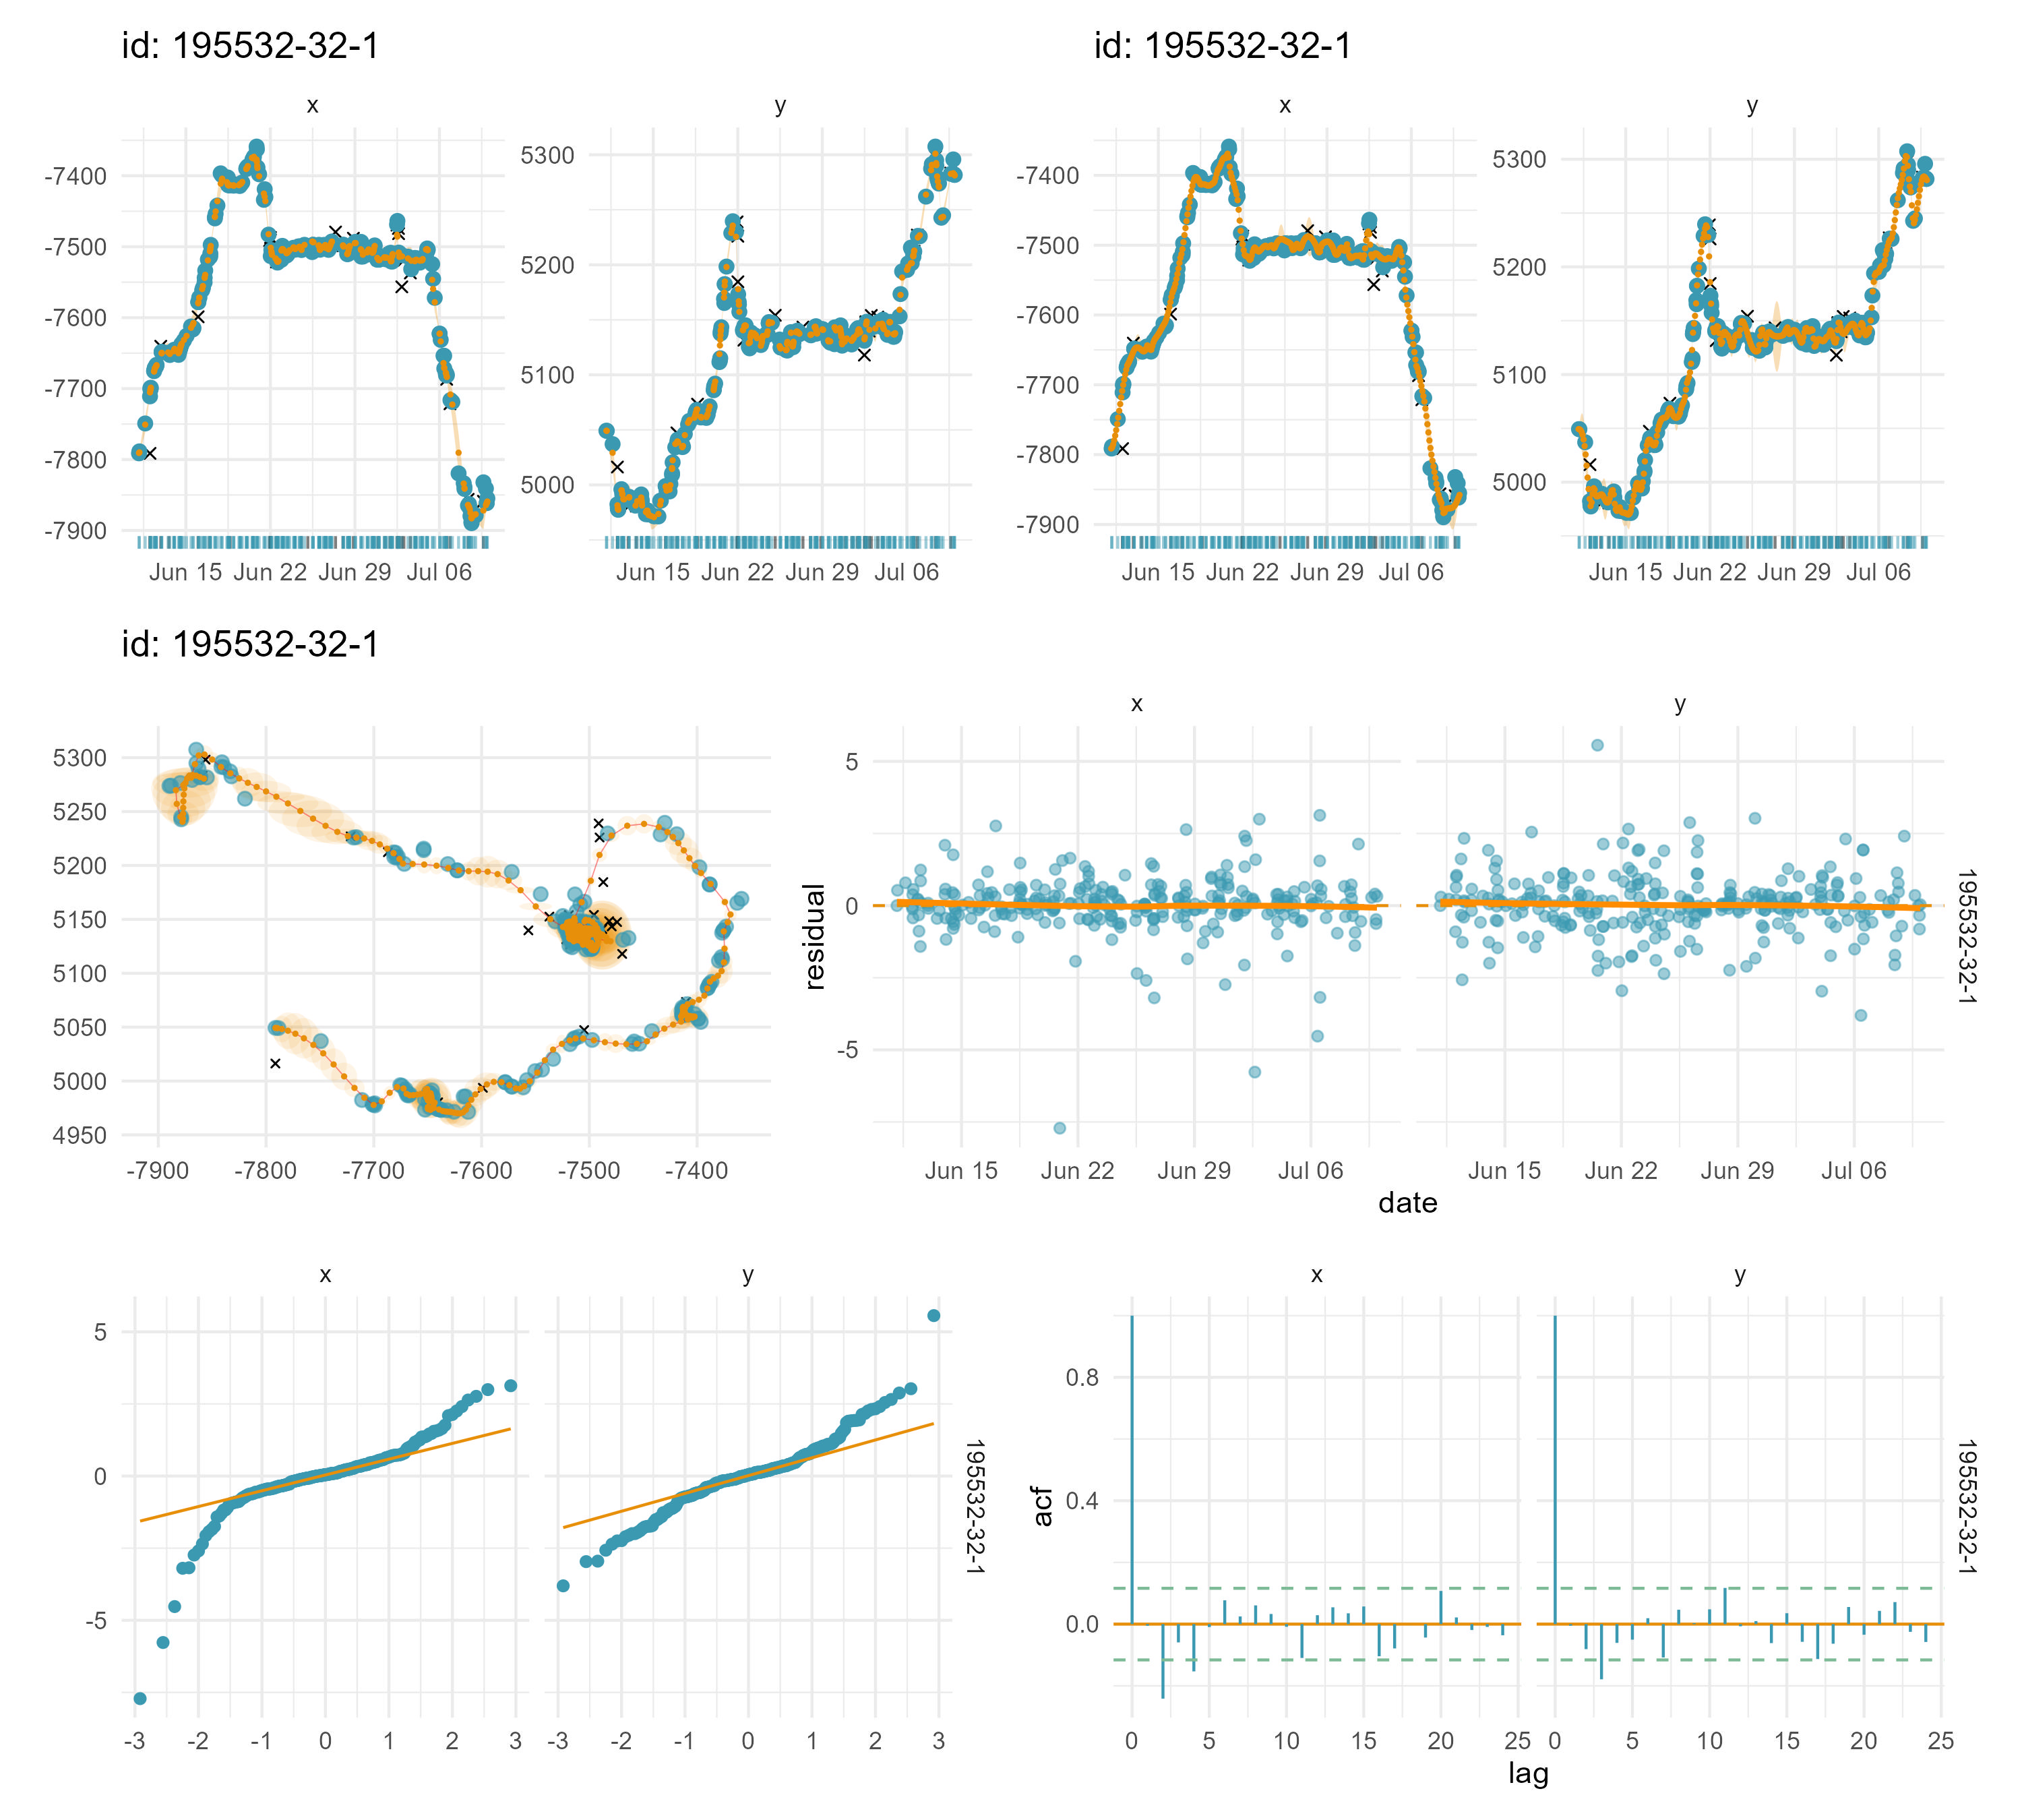 id: 195532-32-1
id: 195532-32-1
x
y
x
y
-7400
-7500
-7600
-7700
-7800
-7900
5300
5200
5100
5000
-7400
-7500
-7600
-7700
-7800
-7900
5300
5200
5100
5000
Jun 15 Jun 22 Jun 29 Jul 06
Jun 15 Jun 22 Jun 29 Jul 06
Jun 15 Jun 22 Jun 29 Jul 06
Jun 15 Jun 22 Jun 29 Jul 06
id: 195532-32-1
5300
5250
5200
5150
5100
5050
5000
4950
-7900 -7800 -7700 -7600 -7500 -7400
x
y
residual
5
0
-5
195532-32-1
Jun 15 Jun 22 Jun 29 Jul 06
Jun 15 Jun 22 Jun 29 Jul 06
date
x
y
5
0
-5
195532-32-1
-3 -2 -1 0 1 2 3
-3 -2 -1 0 1 2 3
x
y
acf
0.8
0.4
0.0
195532-32-1
0 5 10 15 20 25
0 5 10 15 20 25
lag